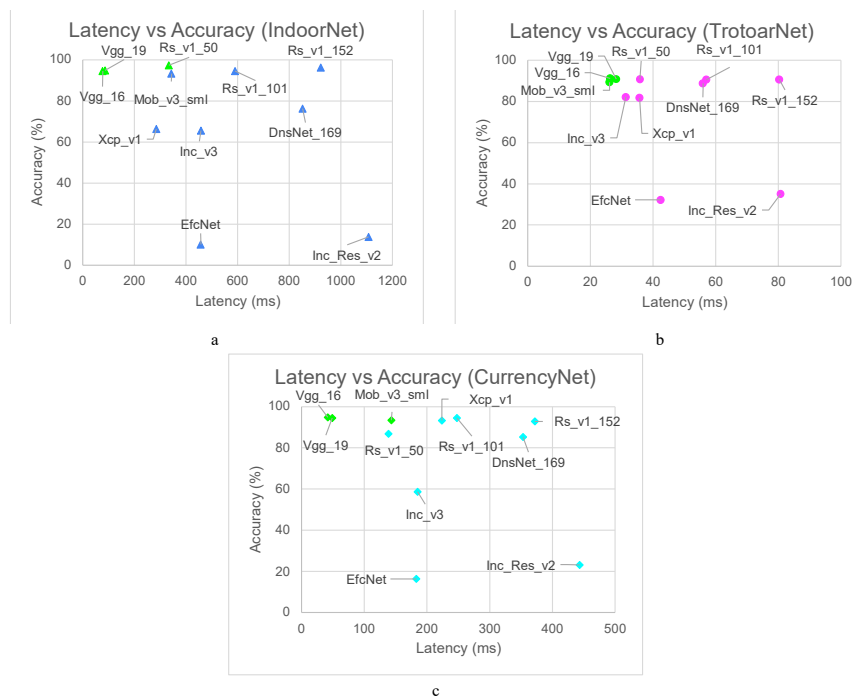 Latency vs Accuracy (IndoorNet)
Vgg_19
Rs_v1_50
Rs_v1_152
Vgg_16
Mob_v3_sml
Rs_v1_101
DnsNet_169
Xcp_v1
Inc_v3
EfcNet
Inc_Res_v2
Accuracy (%)
100
80
60
40
20
0
0 200 400 600 800 1000 1200
Latency (ms)
a
Latency vs Accuracy (TrotoarNet)
Vgg_19
Rs_v1_50
Rs_v1_101
Vgg_16
Mob_v3_sml
DnsNet_169
Rs_v1_152
Inc_v3
Xcp_v1
EfcNet
Inc_Res_v2
Accuracy (%)
100
80
60
40
20
0
0 20 40 60 80 100
Latency (ms)
b
Latency vs Accuracy (CurrencyNet)
Vgg_16
Mob_v3_sml
Xcp_v1
Rs_v1_152
Vgg_19
Rs_v1_50
Rs_v1_101
DnsNet_169
Inc_v3
EfcNet
Inc_Res_v2
Accuracy (%)
100
80
60
40
20
0
0 100 200 300 400 500
Latency (ms)
c